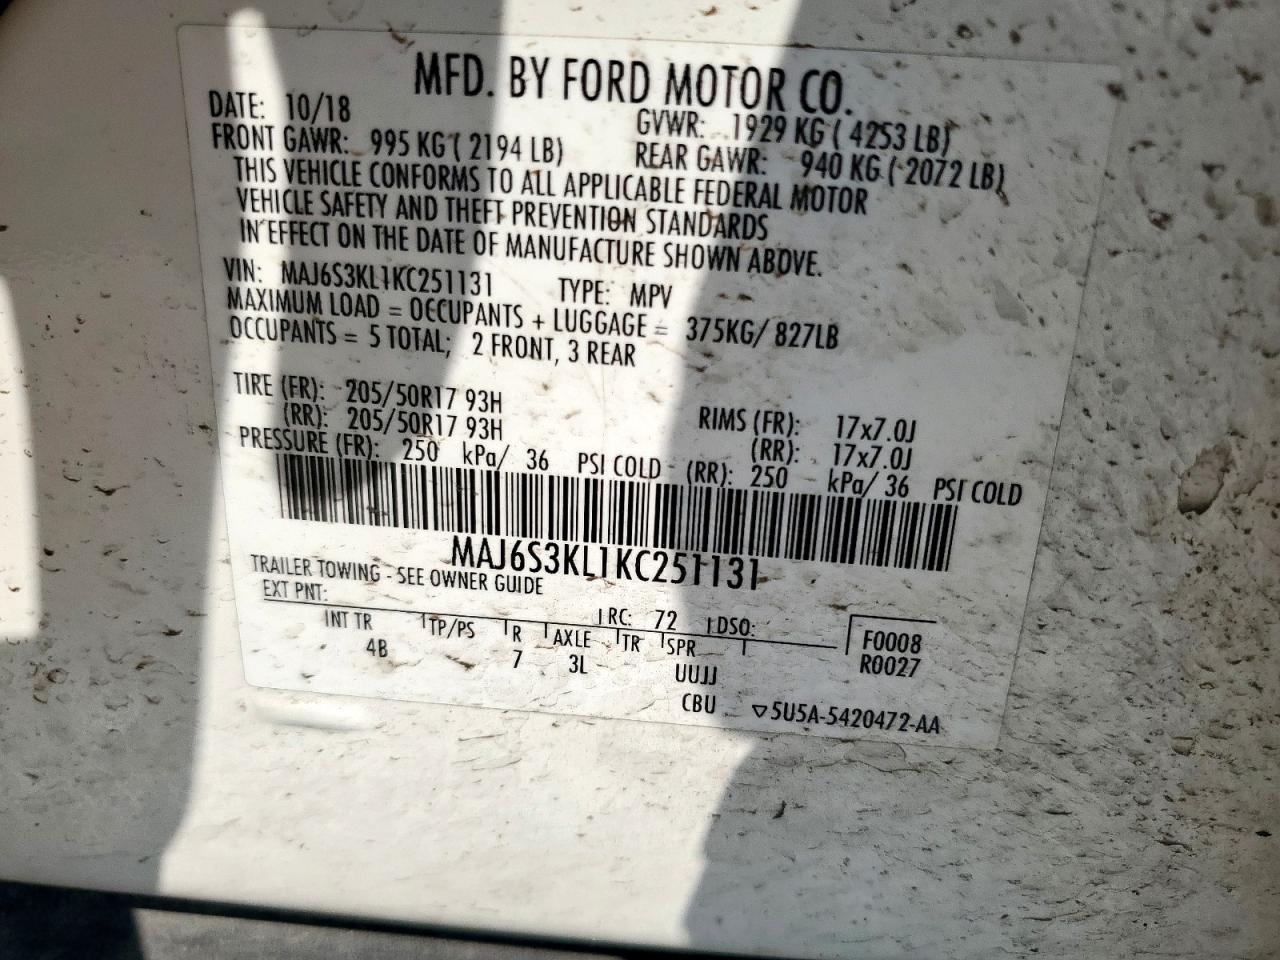 MFD. BY FORD MOTOR CO.
DATE: 10/18 GVWR: 1929 KG ( 4253 LB)
FRONT GAWR: 995 KG ( 2194 LB) REAR GAWR: 940 KG ( 2072 LB)
THIS VEHICLE CONFORMS TO ALL APPLICABLE FEDERAL MOTOR
VEHICLE SAFETY AND THEFT PREVENTION STANDARDS
IN EFFECT ON THE DATE OF MANUFACTURE SHOWN ABOVE.
VIN: MAJ6S3KL1KC251131 TYPE: MPV
MAXIMUM LOAD = OCCUPANTS + LUGGAGE = 375KG/ 827LB
OCCUPANTS = 5 TOTAL; 2 FRONT, 3 REAR
TIRE (FR): 205/50R17 93H RIMS (FR): 17x7.0J
(RR): 205/50R17 93H (RR): 17x7.0J
PRESSURE (FR): 250 kPa/ 36 PSI COLD (RR): 250 kPa/ 36 PSI COLD
MAJ6S3KL1KC251131
TRAILER TOWING - SEE OWNER GUIDE
EXT PNT: RC: 72 DSO:
INT TR TP/PS R AXLE TR SPR F0008
4B 7 3L UUJJ R0027
CBU ▽5U5A-5420472-AA